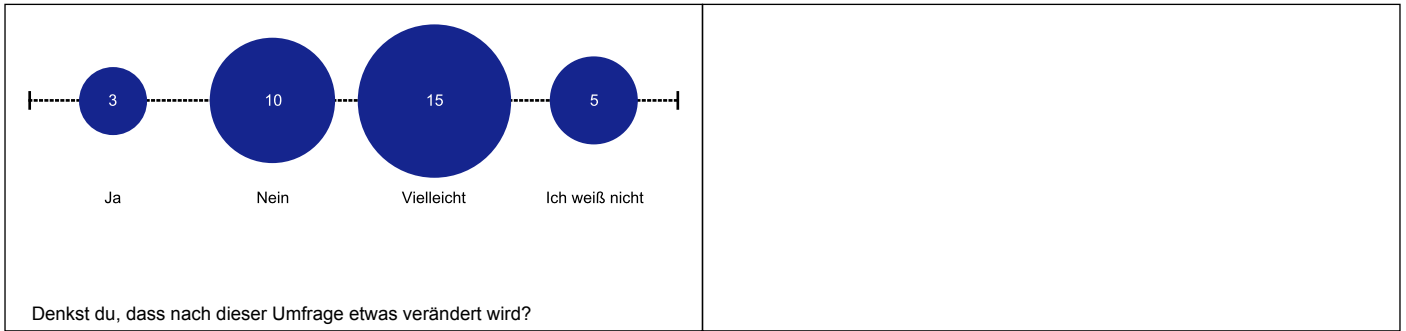 3 10 15 5
Ja Nein Vielleicht Ich weiß nicht
Denkst du, dass nach dieser Umfrage etwas verändert wird?